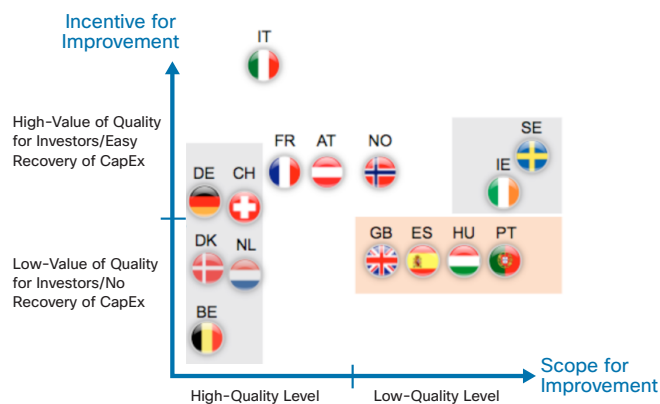 Incentive for
Improvement
IT
High-Value of Quality
for Investors/Easy
Recovery of CapEx
SE
FR AT NO
IE
DE CH
GB ES HU PT
DK NL
Low-Value of Quality
for Investors/No
Recovery of CapEx
BE
Scope for
Improvement
High-Quality Level
Low-Quality Level